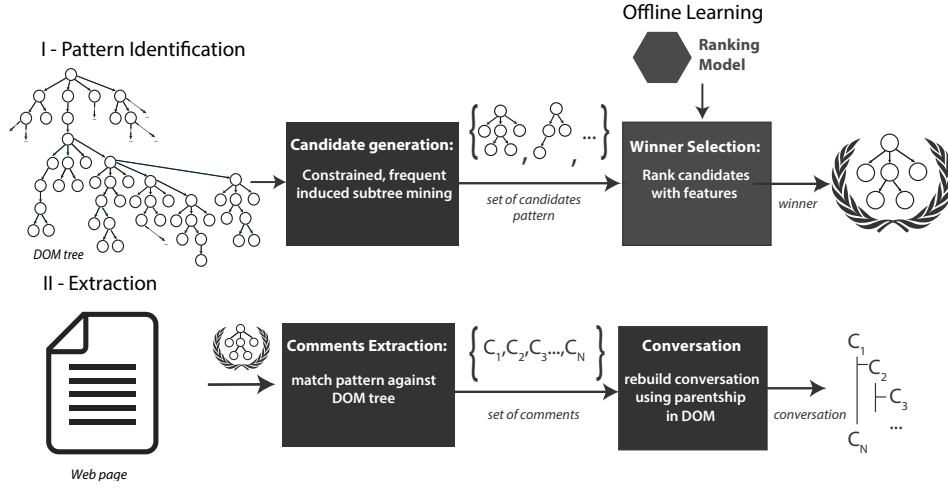 Offline Learning
I - Pattern Identification
Ranking
Model
DOM tree
Candidate generation:
Constrained, frequent
induced subtree mining
{ , , ... }
set of candidates
pattern
Winner Selection:
Rank candidates
with features
winner
II - Extraction
Web page
Comments Extraction:
match pattern against
DOM tree
{ C1,C2,C3...,CN }
set of comments
Conversation
rebuild conversation
using parentship
in DOM
conversation
C1
C2
C3
...
CN